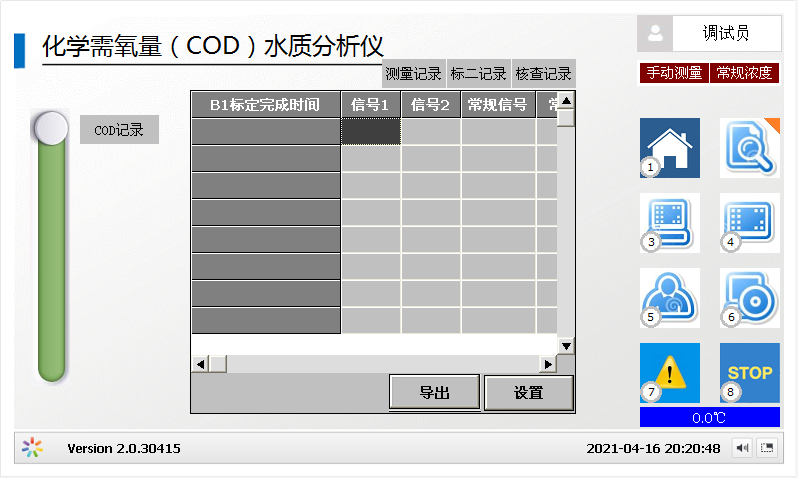 化学需氧量（COD）水质分析仪
调试员
测量记录 标二记录 核查记录
手动测量 常规浓度
B1标定完成时间 信号1 信号2 常规信号
COD记录
1
3
4
5
6
7
STOP
8
导出 设置
0.0℃
Version 2.0.30415
2021-04-16 20:20:48